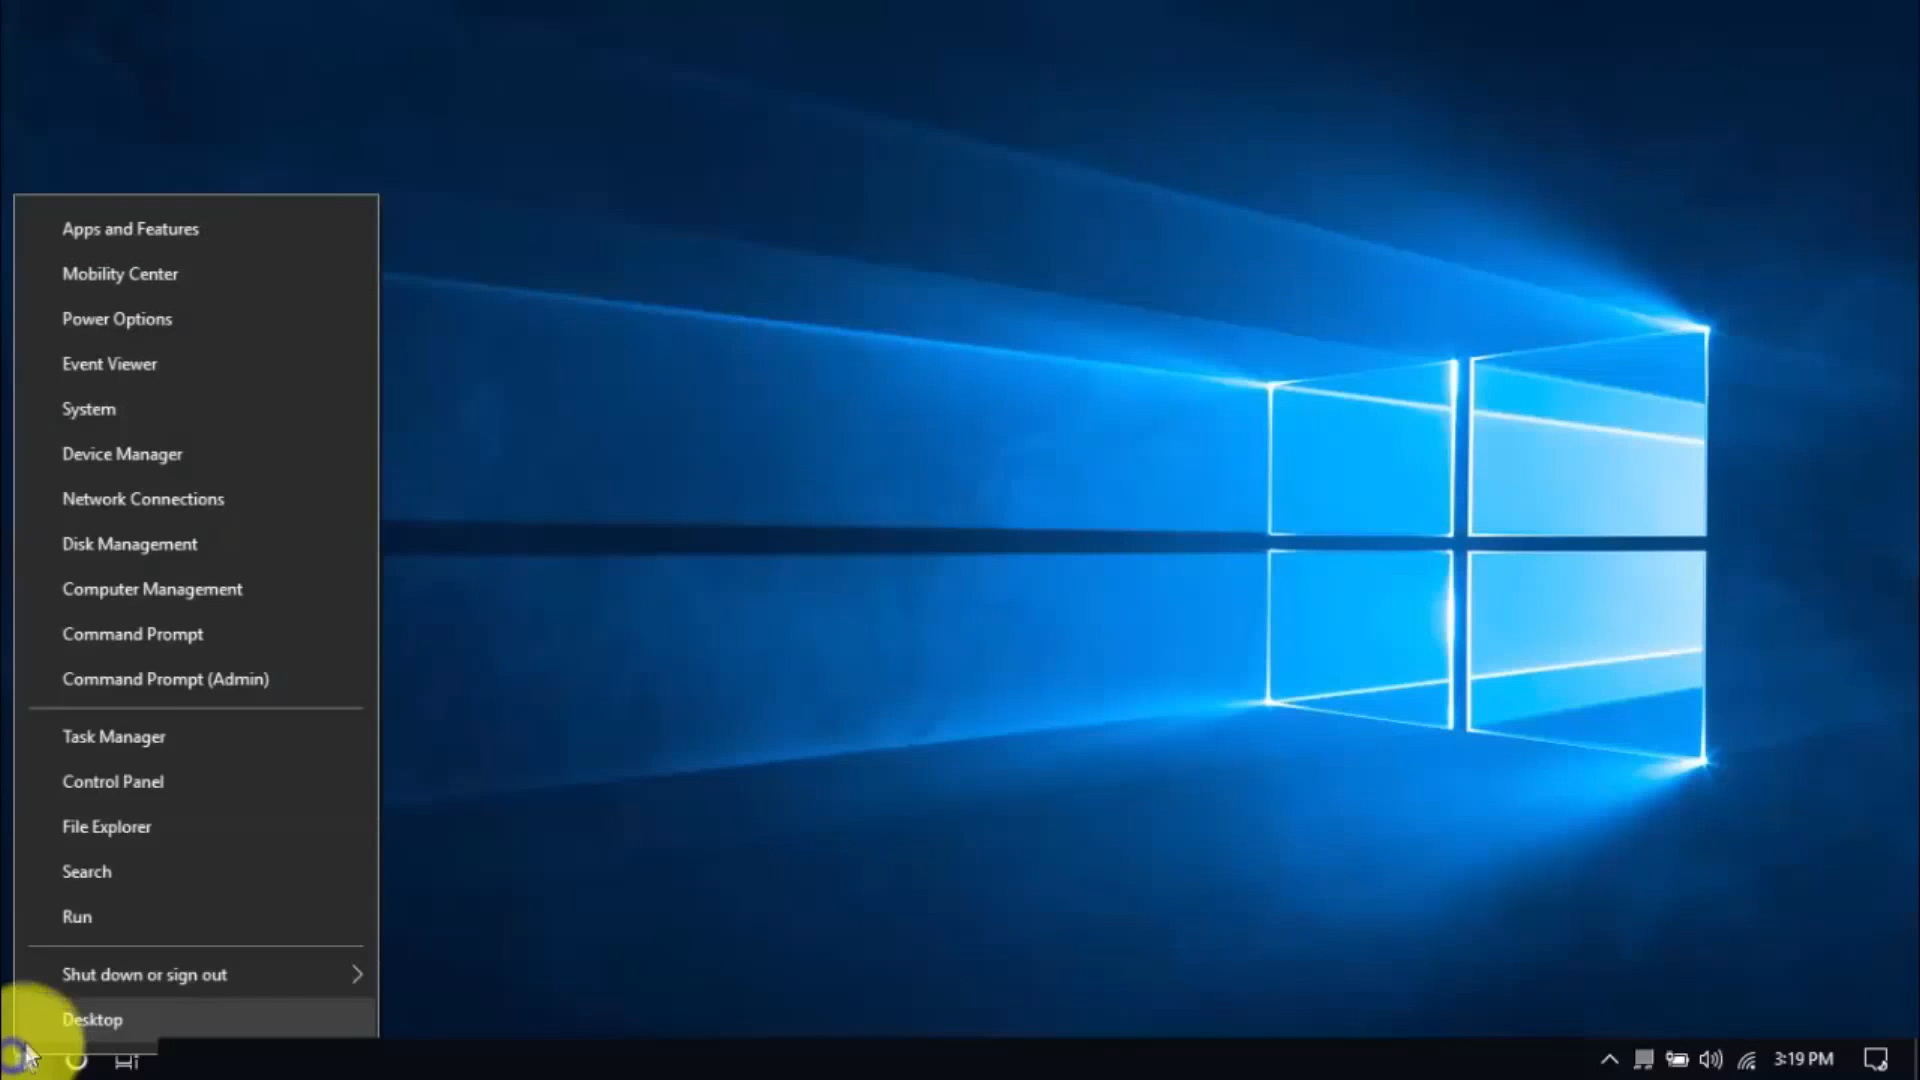 Apps and Features
Mobility Center
Power Options
Event Viewer
System
Device Manager
Network Connections
Disk Management
Computer Management
Command Prompt
Command Prompt (Admin)
Task Manager
Control Panel
File Explorer
Search
Run
Shut down or sign out
Desktop
3:19 PM